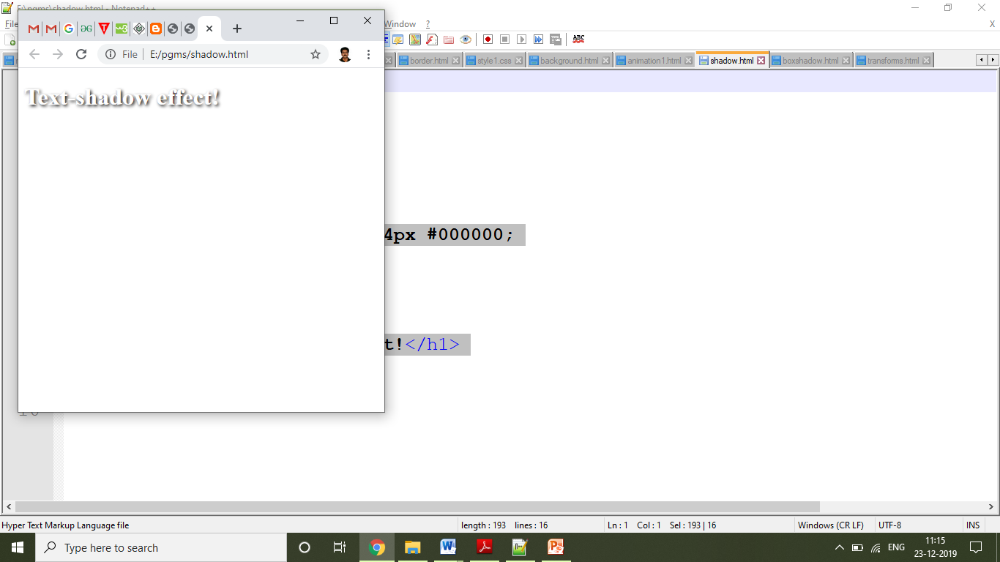 E:\pgms\shadow.html - Notepad++
File
Window ?
X
File E:/pgms/shadow.html
ABC
border.html
style1.css
background.html
animation1.html
shadow.html
boxshadow.html
transforms.html
Text-shadow effect!
4px #000000;
t!</h1>
16
Hyper Text Markup Language file
length : 193 lines : 16
Ln : 1 Col : 1 Sel : 193 | 16
Windows (CR LF)
UTF-8
INS
Type here to search
ENG
11:15
23-12-2019